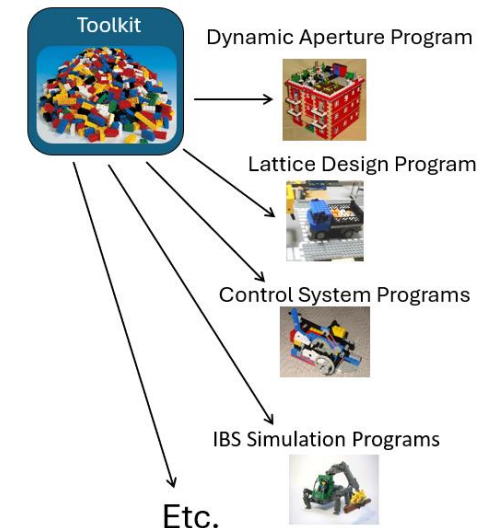 Toolkit
Dynamic Aperture Program
Lattice Design Program
Control System Programs
IBS Simulation Programs
Etc.